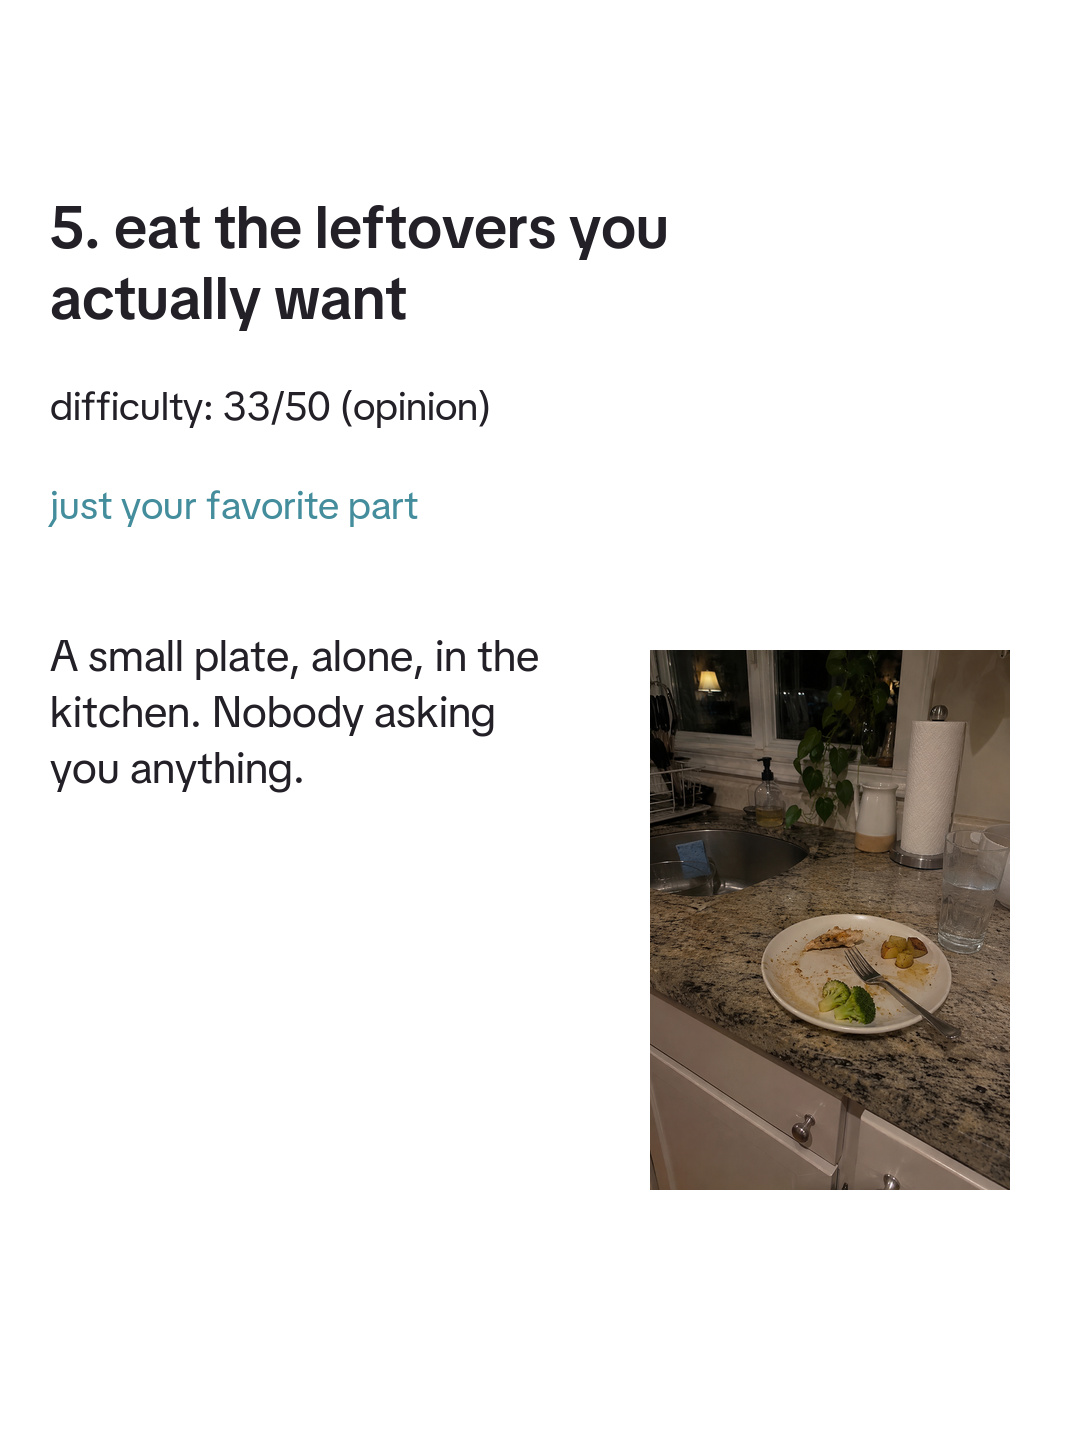 5. eat the leftovers you
actually want
difficulty: 33/50 (opinion)
just your favorite part
A small plate, alone, in the
kitchen. Nobody asking
you anything.